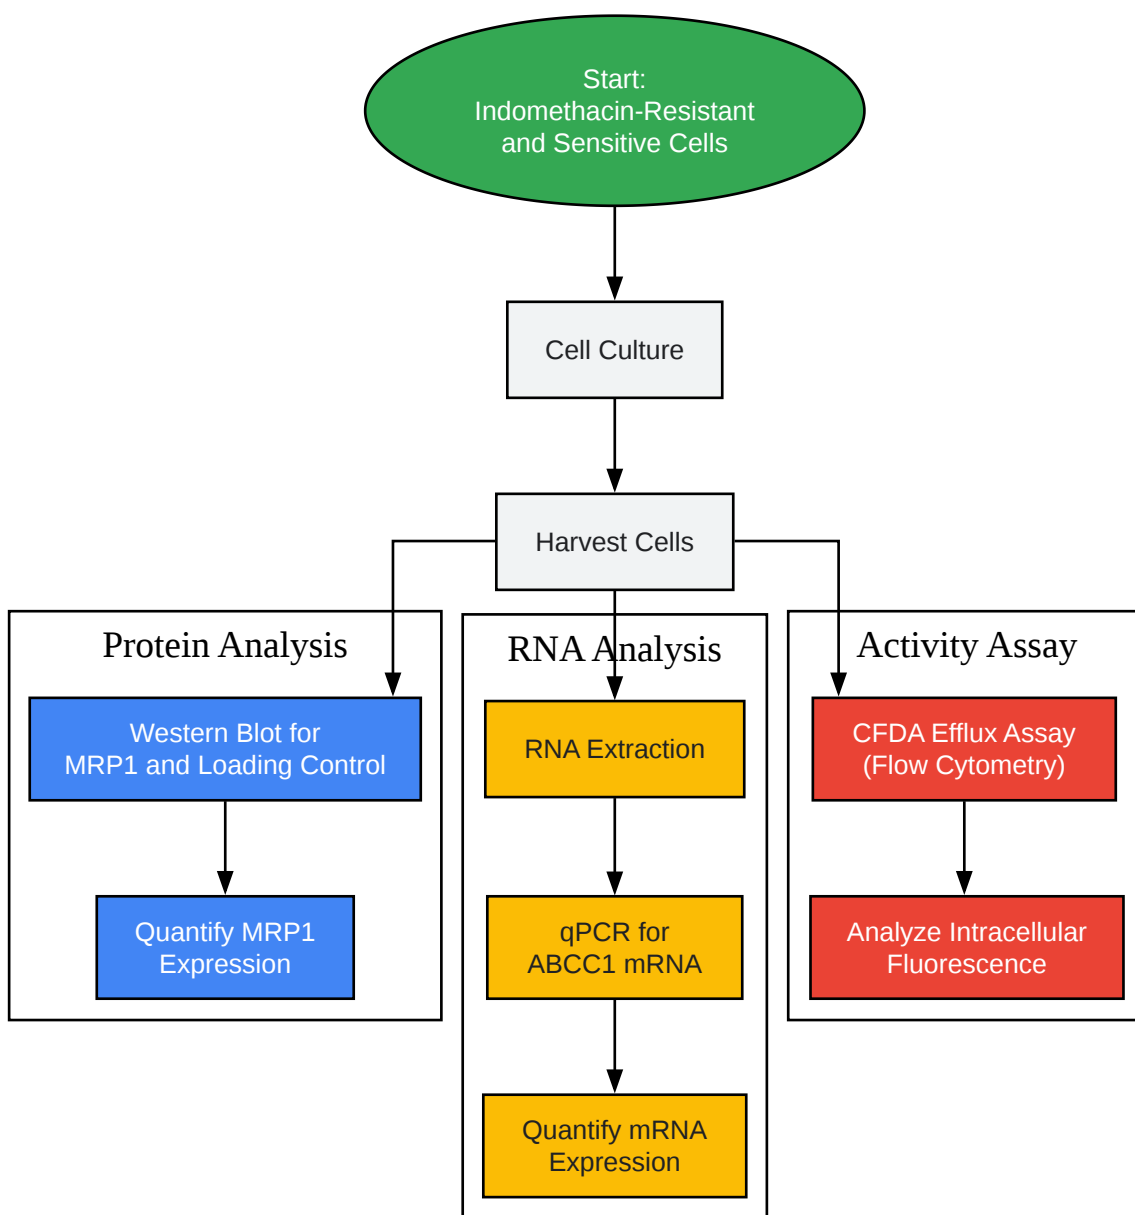 Start:
Indomethacin-Resistant
and Sensitive Cells
Cell Culture
Harvest Cells
Protein Analysis
Western Blot for
MRP1 and Loading Control
Quantify MRP1
Expression
RNA Analysis
RNA Extraction
qPCR for
ABCC1 mRNA
Quantify mRNA
Expression
Activity Assay
CFDA Efflux Assay
(Flow Cytometry)
Analyze Intracellular
Fluorescence